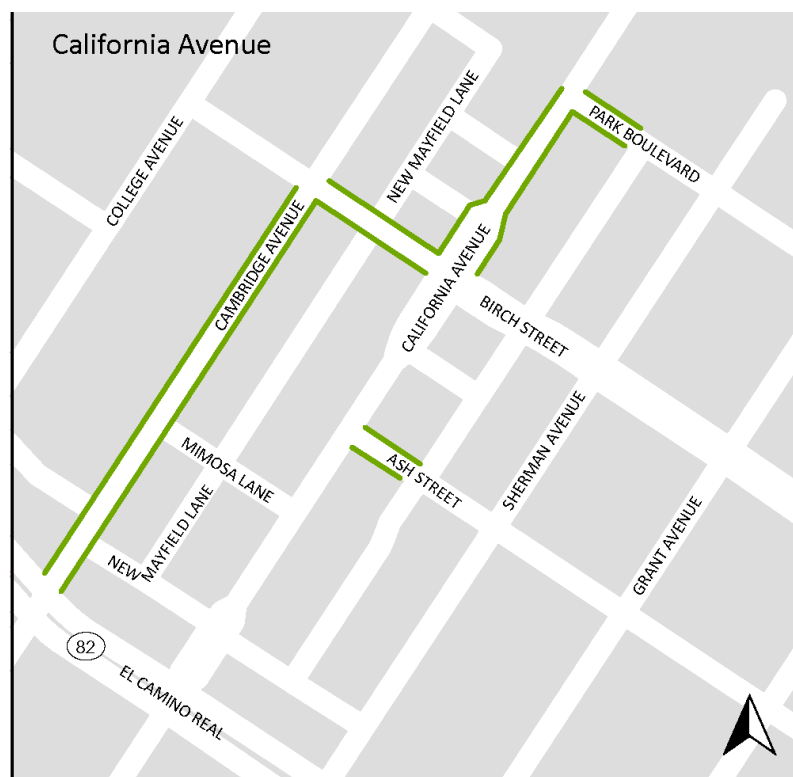 California Avenue
COLLEGE AVENUE
NEW MAYFIELD LANE
PARK BOULEVARD
CAMBRIDGE AVENUE
CALIFORNIA AVENUE
BIRCH STREET
MIMOSA LANE
ASH STREET
SHERMAN AVENUE
GRANT AVENUE
NEW
MAYFIELD LANE
82
EL CAMINO REAL